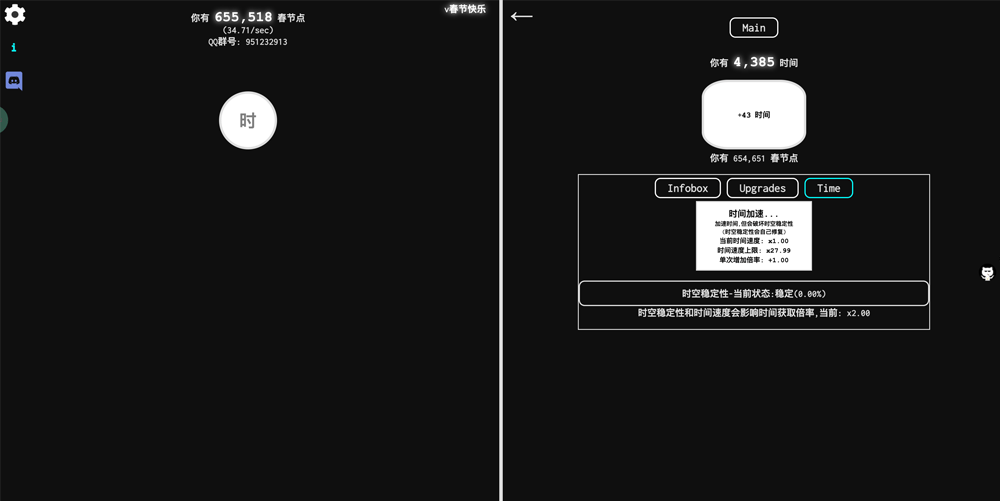 你有 655,518 春节点
(34.71/sec)
QQ群号: 951232913
v春节快乐
i
时
←
Main
你有 4,385 时间
+43 时间
你有 654,651 春节点
Infobox
Upgrades
Time
时间加速...
加速时间,但会破坏时空稳定性
(时空稳定性会自己修复)
当前时间速度: x1.00
时间速度上限: x27.99
单次增加倍率: +1.00
时空稳定性-当前状态:稳定(0.00%)
时空稳定性和时间速度会影响时间获取倍率,当前: x2.00